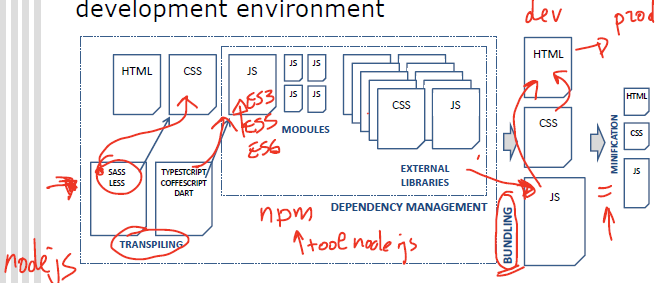 development environment
dev
prod
HTML
CSS
JS
JS
JS
JS
JS
ES3
ES5
ES6
MODULES
CSS
JS
EXTERNAL
LIBRARIES
SASS
LESS
TYPESTCRIPT
COFFESCRIPT
DART
TRANSPILING
DEPENDENCY MANAGEMENT
npm
tool node js
node js
BUNDLING
HTML
CSS
JS
=
MINIFICATION
HTML
CSS
JS